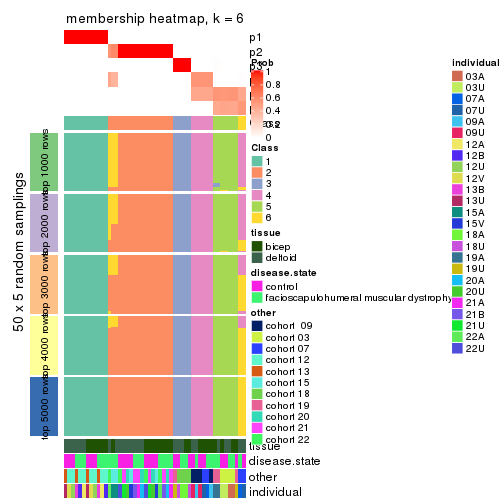 membership heatmap, k = 6
p1
p2
p3
Prob
1
0.8
0.6
0.4
0.2
0
Class
1
2
3
4
5
6
tissue
bicep
deltoid
disease.state
control
facioscapulohumeral muscular dystrophy
other
cohort 09
cohort 03
cohort 07
cohort 12
cohort 13
cohort 15
cohort 18
cohort 19
cohort 20
cohort 21
cohort 22
individual
03A
03U
07A
07U
09A
09U
12A
12B
12U
12V
13B
13U
15A
15V
18A
18U
19A
19U
20A
20U
21A
21B
21U
22A
22U
50 x 5 random samplings
top 1000 rows
top 2000 rows
top 3000 rows
top 4000 rows
top 5000 rows
tissue
disease.state
other
individual